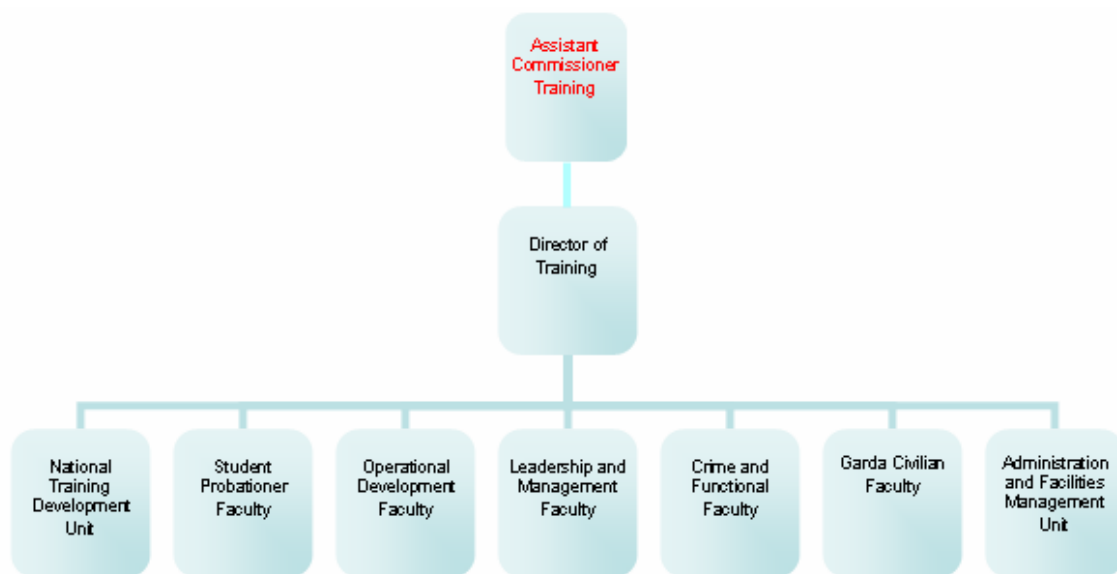 Assistant
Commissioner
Training
Director of
Training
National
Training
Development
Unit
Student
Probationer
Faculty
Operational
Development
Faculty
Leadership and
Management
Faculty
Crime and
Functional
Faculty
Garda Civilian
Faculty
Administration
and Facilities
Management
Unit